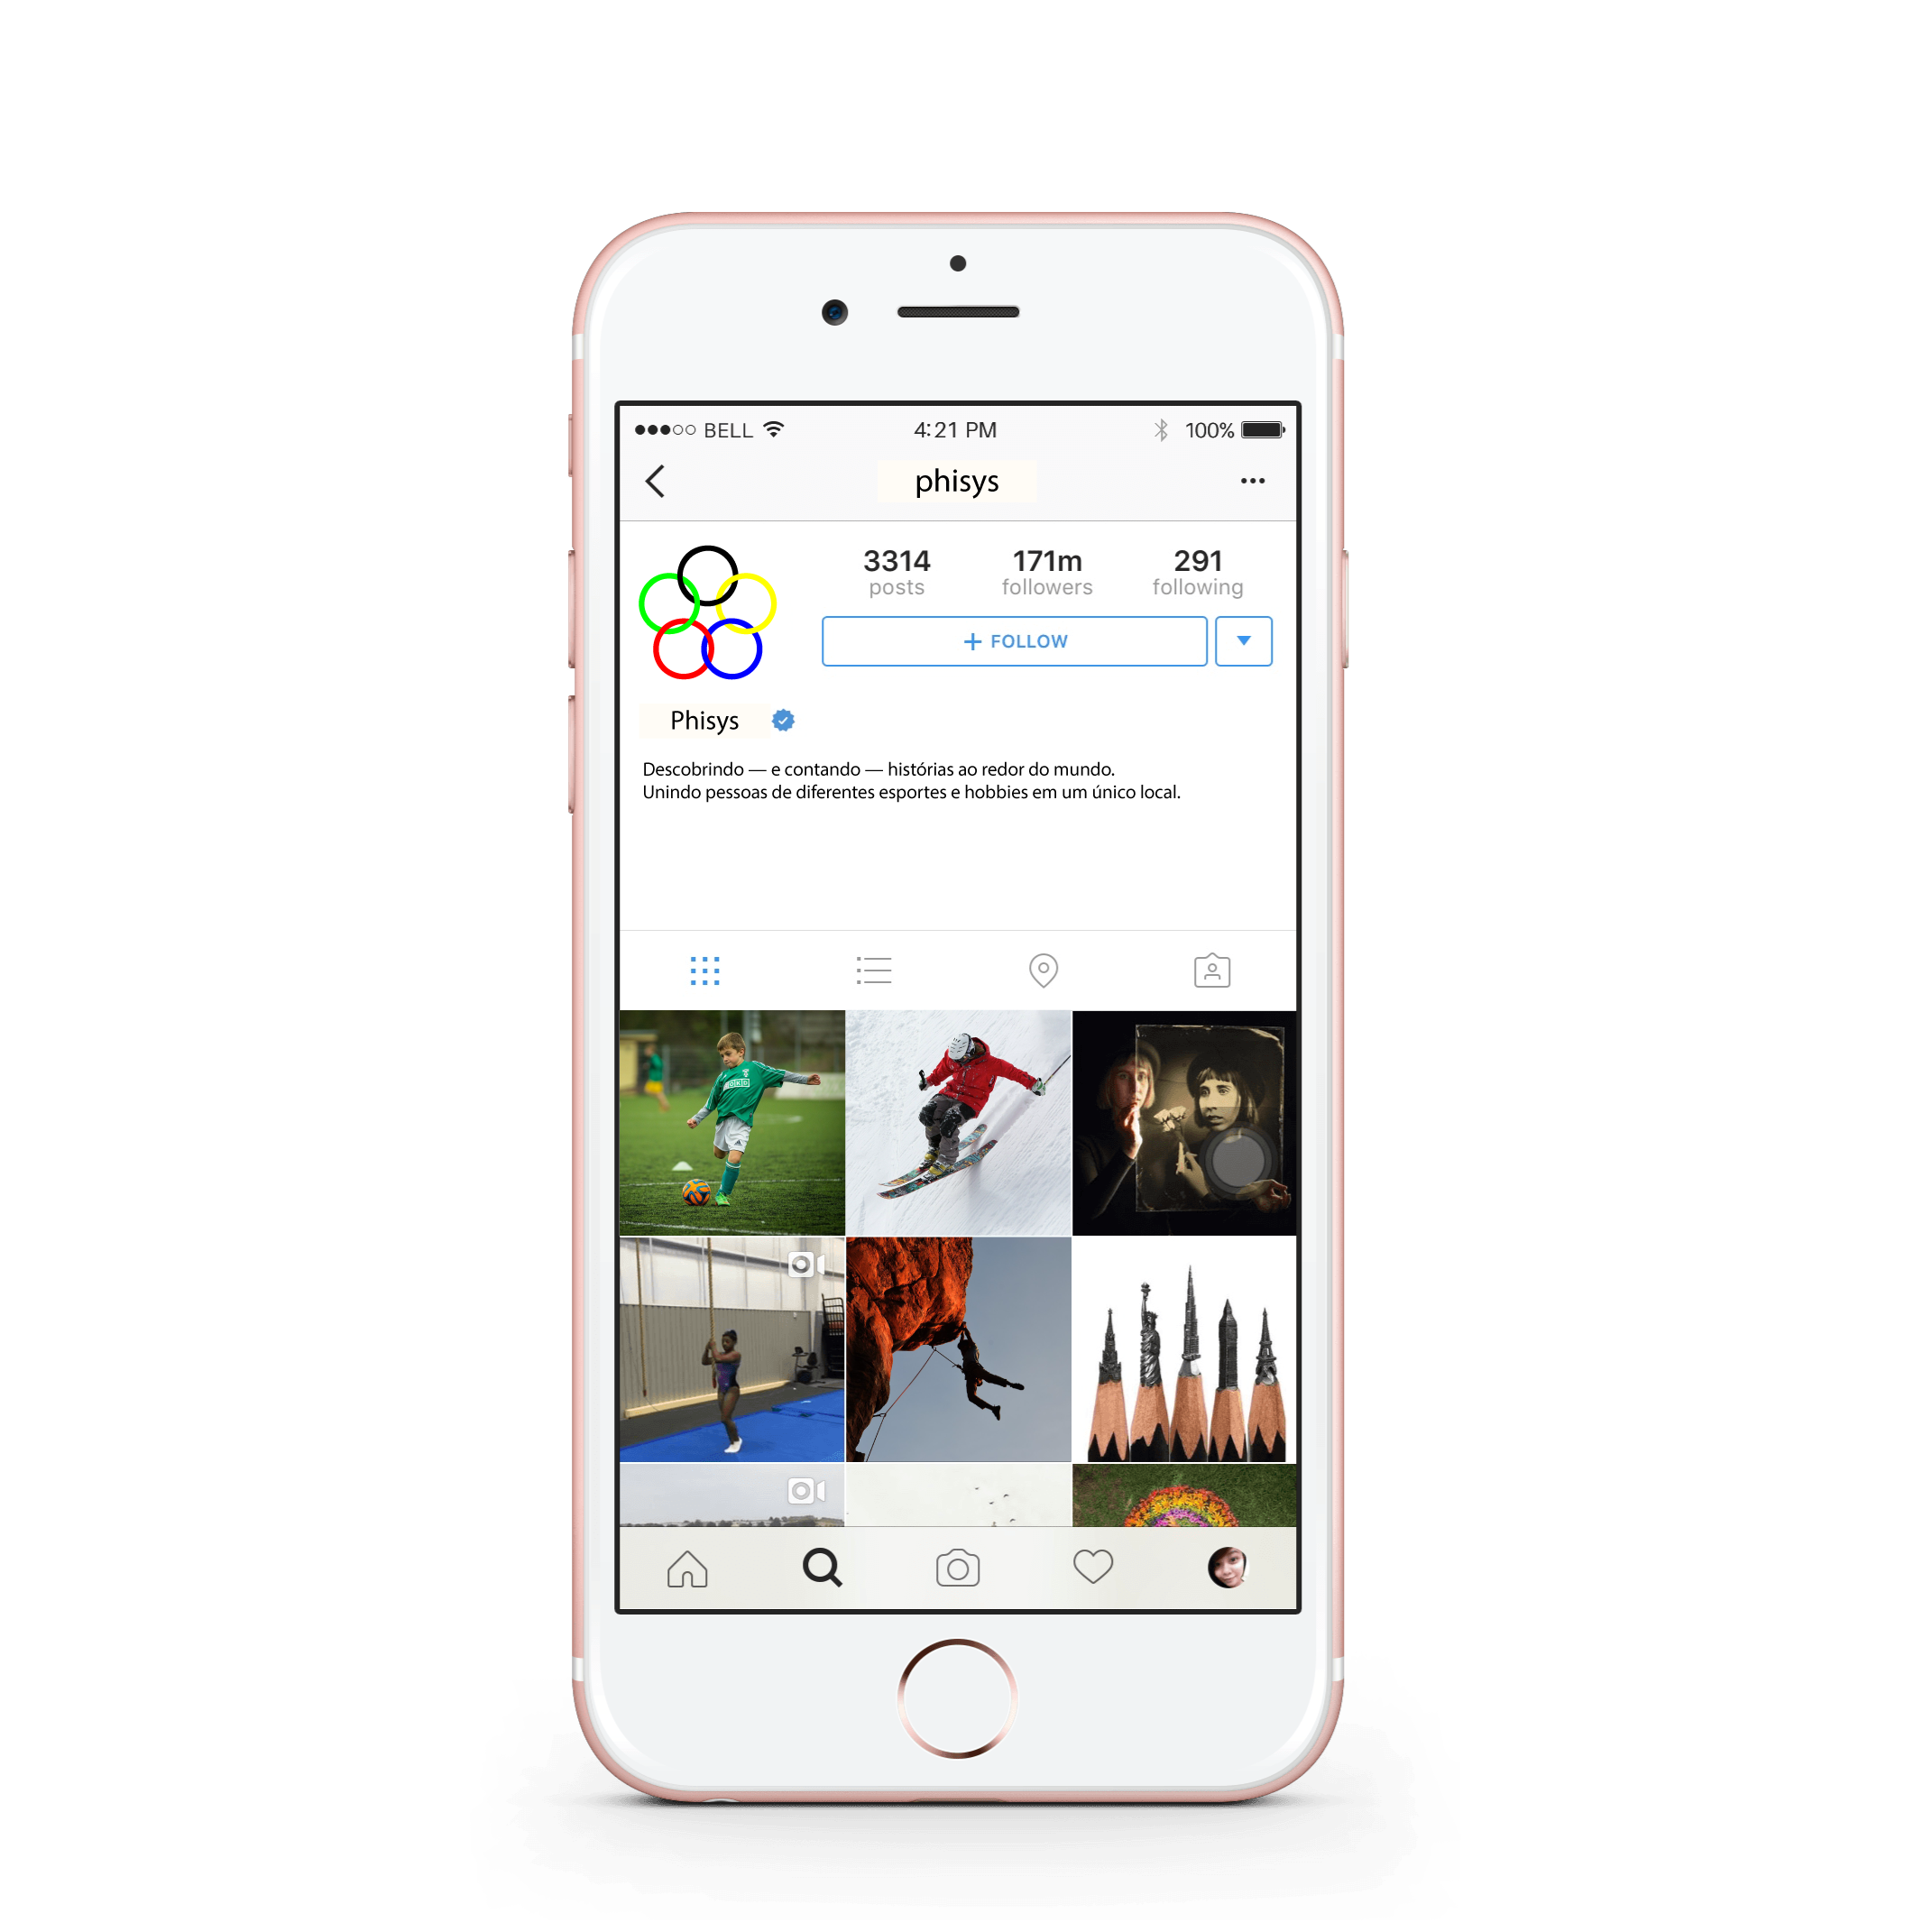 BELL 4:21 PM 100%
phisys
3314 171m 291
posts followers following
+ FOLLOW
Phisys
Descobrindo — e contando — histórias ao redor do mundo.
Unindo pessoas de diferentes esportes e hobbies em um único local.